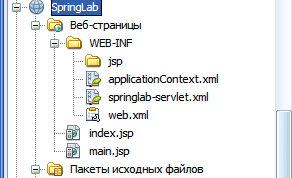 SpringLab
Веб-страницы
WEB-INF
jsp
applicationContext.xml
springlab-servlet.xml
web.xml
index.jsp
main.jsp
Пакеты исходных файлов